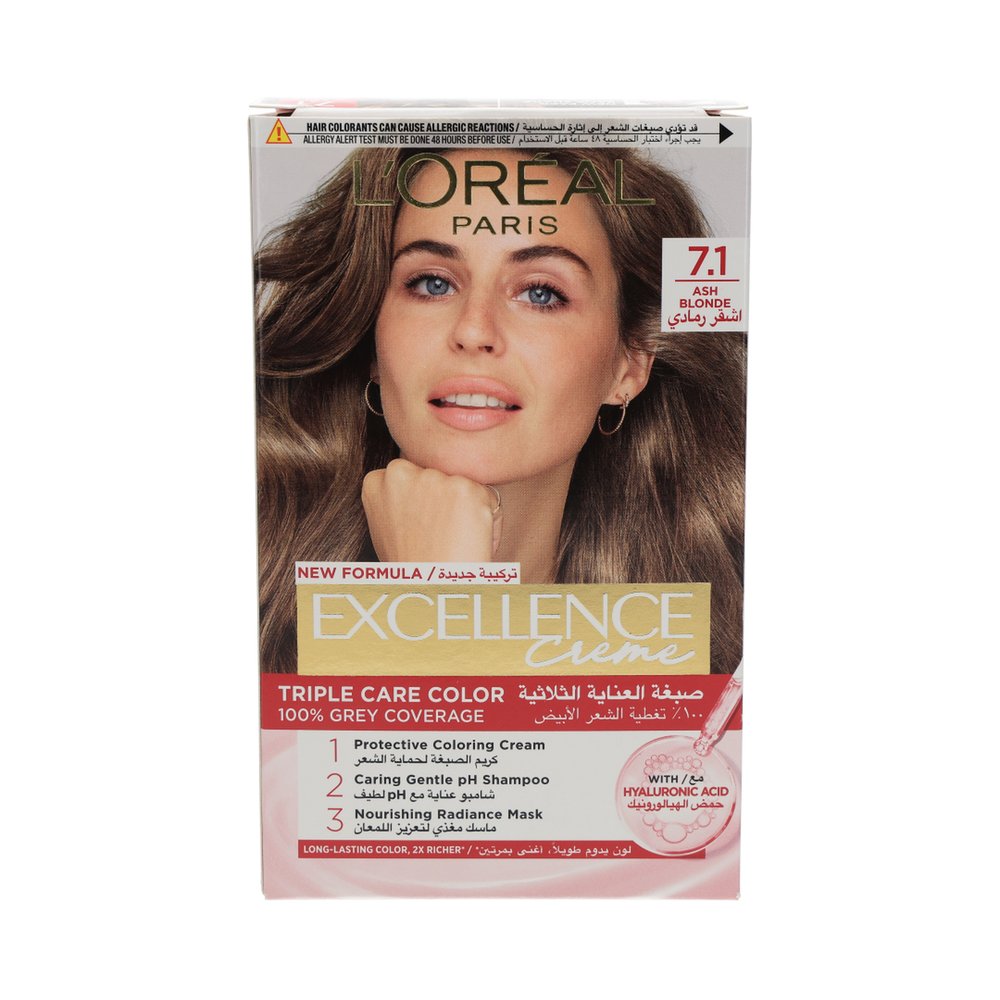 HAIR COLORANTS CAN CAUSE ALLERGIC REACTIONS / قد تؤدي صبغات الشعر إلى إثارة الحساسية
ALLERGY ALERT TEST MUST BE DONE 48 HOURS BEFORE USE / يجب إجراء اختبار الحساسية ٤٨ ساعة قبل الاستخدام
L'ORÉAL
PARIS
7.1
ASH
BLONDE
اشقر رمادي
NEW FORMULA / تركيبة جديدة
EXCELLENCE
Creme
TRIPLE CARE COLOR صبغة العناية الثلاثية
100% GREY COVERAGE ١٠٠٪ تغطية الشعر الأبيض
1 Protective Coloring Cream
كريم الصبغة لحماية الشعر
2 Caring Gentle pH Shampoo
شامبو عناية مع pH لطيف
3 Nourishing Radiance Mask
ماسك مغذي لتعزيز اللمعان
WITH / مع
HYALURONIC ACID
حمض الهيالورونيك
LONG-LASTING COLOR, 2X RICHER* / لون يدوم طويلاً، أغنى بمرتين*